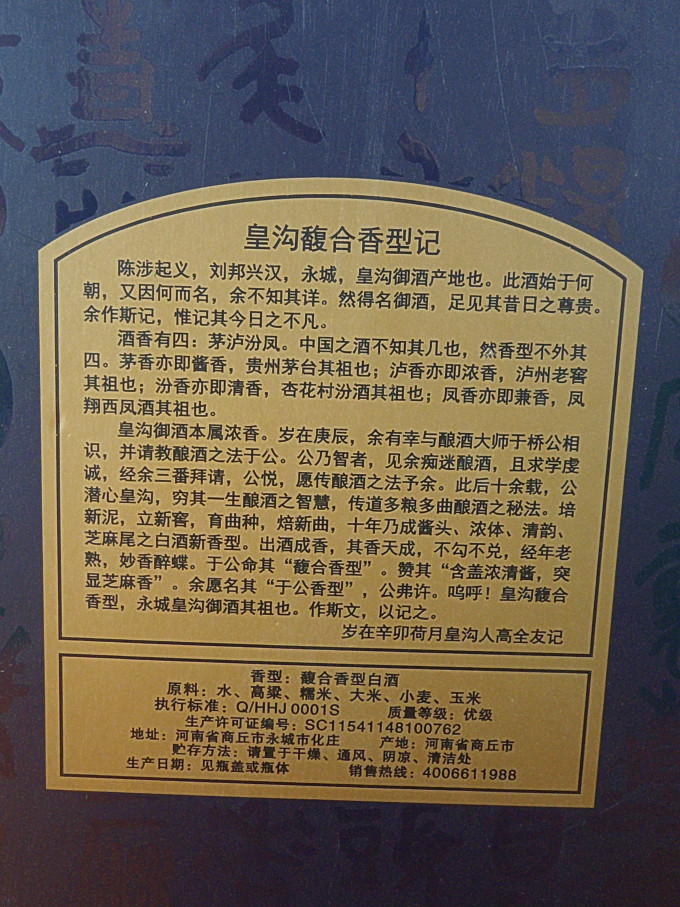 皇沟馥合香型记
陈涉起义，刘邦兴汉，永城，皇沟御酒产地也。此酒始于何
朝，又因何而名，余不知其详。然得名御酒，足见其昔日之尊贵。
余作斯记，惟记其今日之不凡。
酒香有四：茅泸汾凤。中国之酒不知其几也，然香型不外其
四。茅香亦即酱香，贵州茅台其祖也；泸香亦即浓香，泸州老窖
其祖也；汾香亦即清香，杏花村汾酒其祖也；凤香亦即兼香，凤
翔西凤酒其祖也。
皇沟御酒本属浓香。岁在庚辰，余有幸与酿酒大师于桥公相
识，并请教酿酒之法于公。公乃智者，见余痴迷酿酒，且求学虔
诚，经余三番拜请，公悦，愿传酿酒之法予余。此后十余载，公
潜心皇沟，穷其一生酿酒之智慧，传道多粮多曲酿酒之秘法。培
新泥，立新窖，育曲种，焙新曲，十年乃成酱头、浓体、清韵、
芝麻尾之白酒新香型。出酒成香，其香天成，不勾不兑，经年老
熟，妙香醉蝶。于公命其“馥合香型”。赞其“含盖浓清酱，突
显芝麻香”。余愿名其“于公香型”，公弗许。呜呼！皇沟馥合
香型，永城皇沟御酒其祖也。作斯文，以记之。
岁在辛卯荷月皇沟人高全友记
香型：馥合香型白酒
原料：水、高粱、糯米、大米、小麦、玉米
执行标准：Q/HHJ 0001S 质量等级：优级
生产许可证编号：SC11541148100762
地址：河南省商丘市永城市化庄 产地：河南省商丘市
贮存方法：请置于干燥、通风、阴凉、清洁处
生产日期：见瓶盖或瓶体 销售热线：4006611988